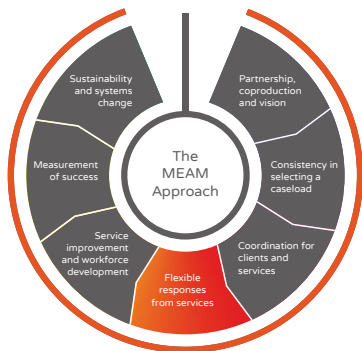 The
MEAM
Approach
Partnership,
coproduction
and vision
Consistency in
selecting a
caseload
Coordination for
clients and
services
Flexible
responses
from services
Service
improvement
and workforce
development
Measurement
of success
Sustainability
and systems
change